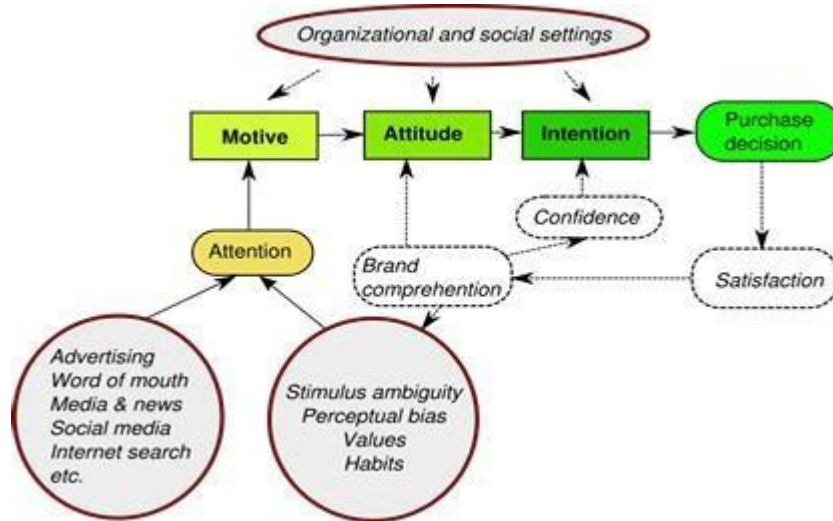 Organizational and social settings
Motive
Attitude
Intention
Purchase
decision
Attention
Confidence
Brand
comprehention
Satisfaction
Advertising
Word of mouth
Media & news
Social media
Internet search
etc.
Stimulus ambiguity
Perceptual bias
Values
Habits